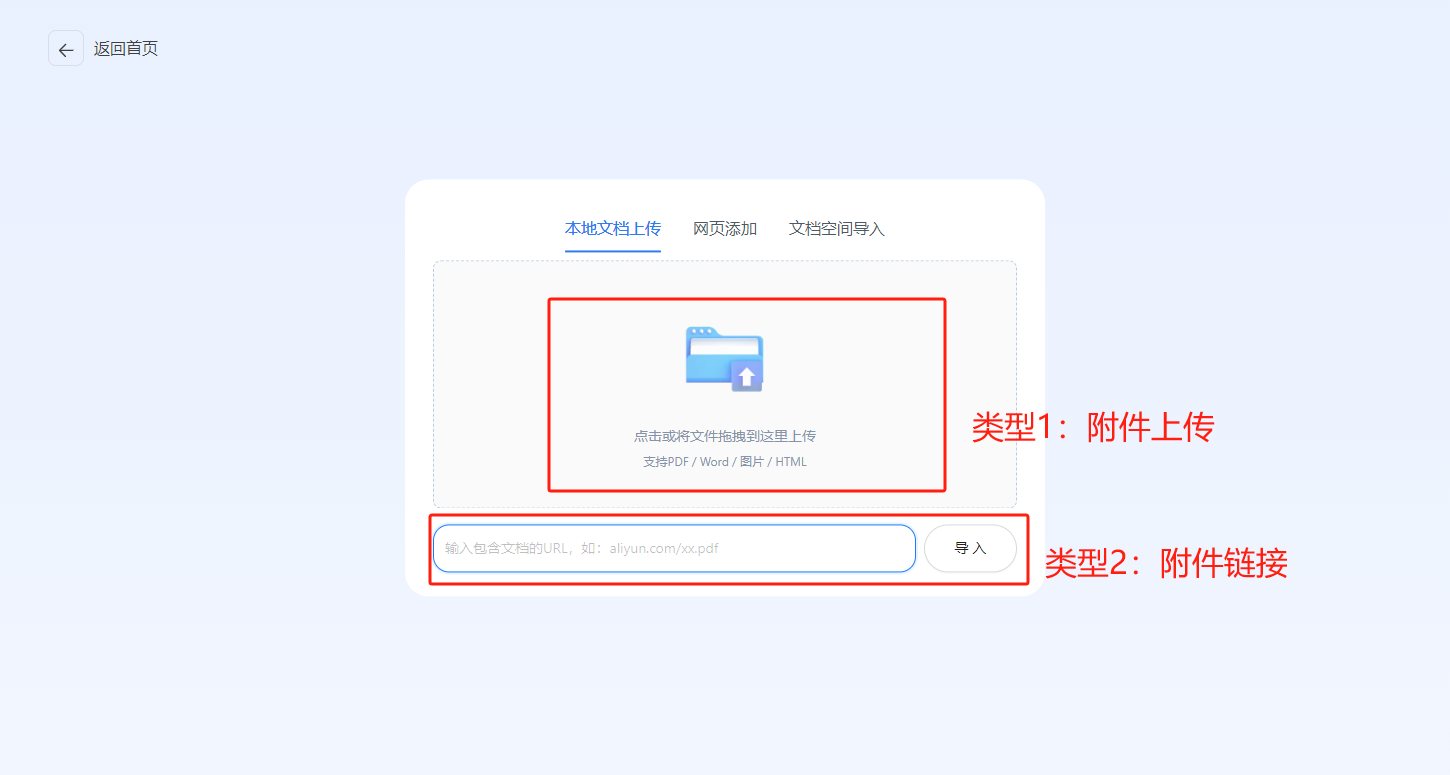 返回首页
本地文档上传 网页添加 文档空间导入
点击或将文件拖拽到这里上传
支持PDF / Word / 图片 / HTML
类型1：附件上传
输入包含文档的URL，如：aliyun.com/xx.pdf 导 入
类型2：附件链接